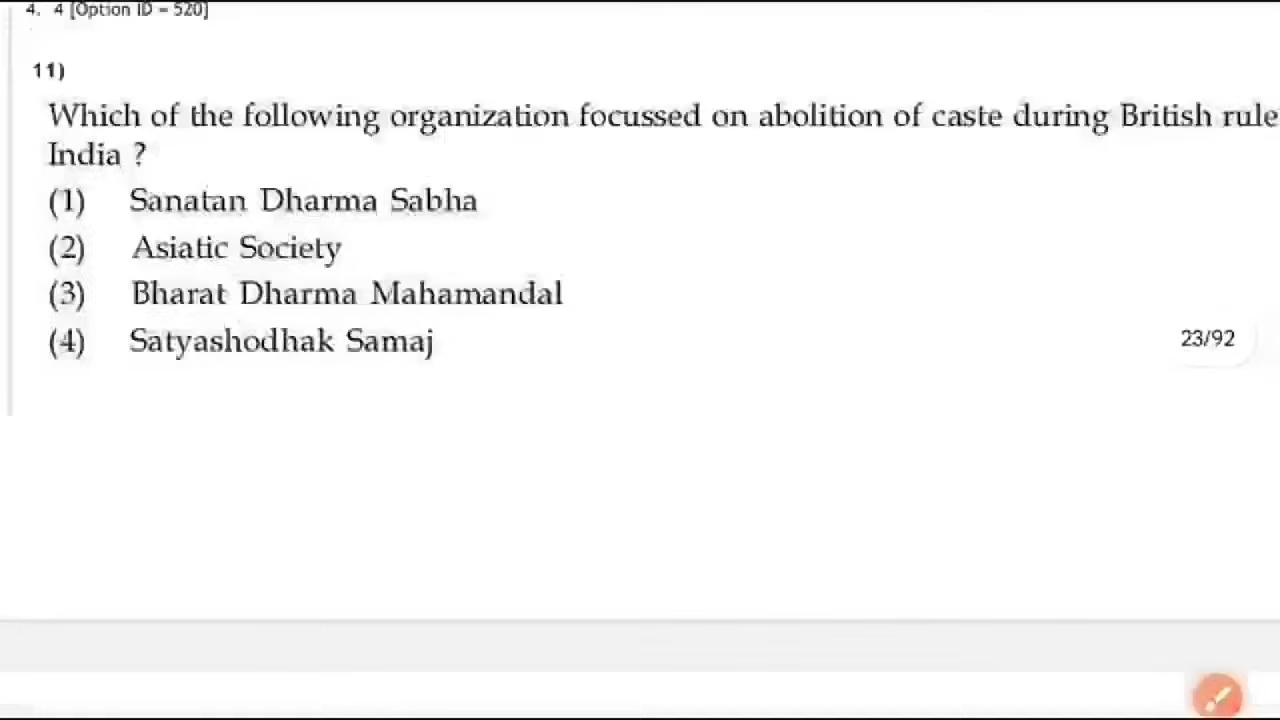 4. 4 [Option ID = 520]
11)
Which of the following organization focussed on abolition of caste during British rule
India ?
(1) Sanatan Dharma Sabha
(2) Asiatic Society
(3) Bharat Dharma Mahamandal
(4) Satyashodhak Samaj
23/92